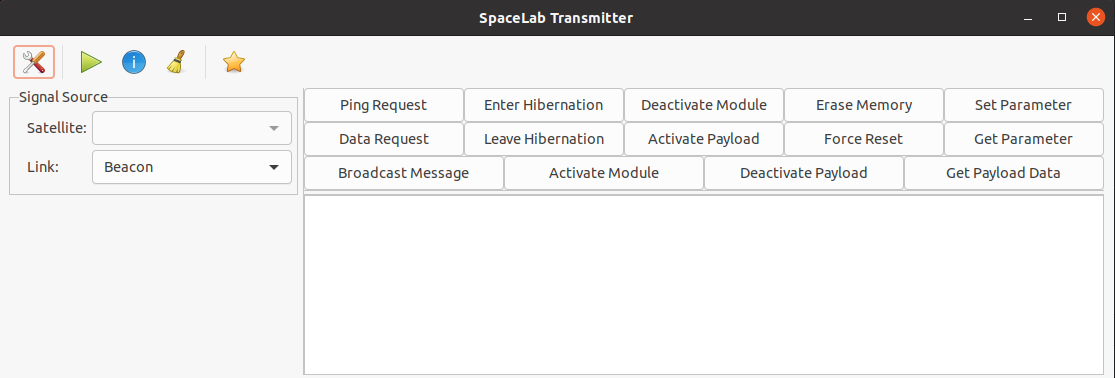 SpaceLab Transmitter
Signal Source
Satellite:
Link: Beacon
Ping Request Enter Hibernation Deactivate Module Erase Memory Set Parameter
Data Request Leave Hibernation Activate Payload Force Reset Get Parameter
Broadcast Message Activate Module Deactivate Payload Get Payload Data